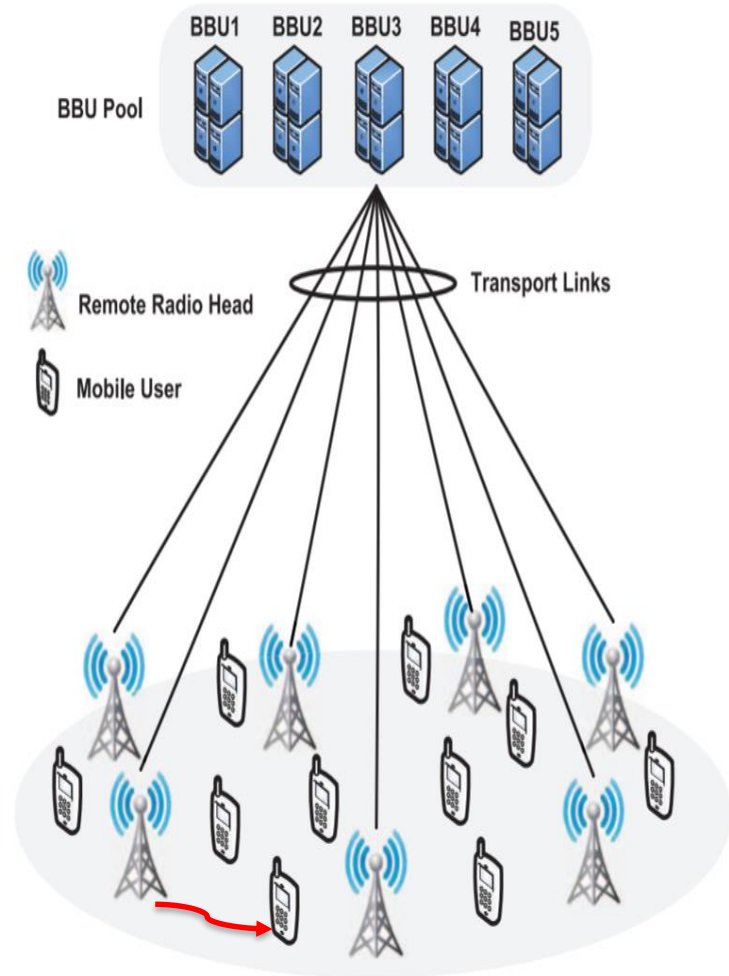 BBU1 BBU2 BBU3 BBU4 BBU5
BBU Pool
Transport Links
Remote Radio Head
Mobile User